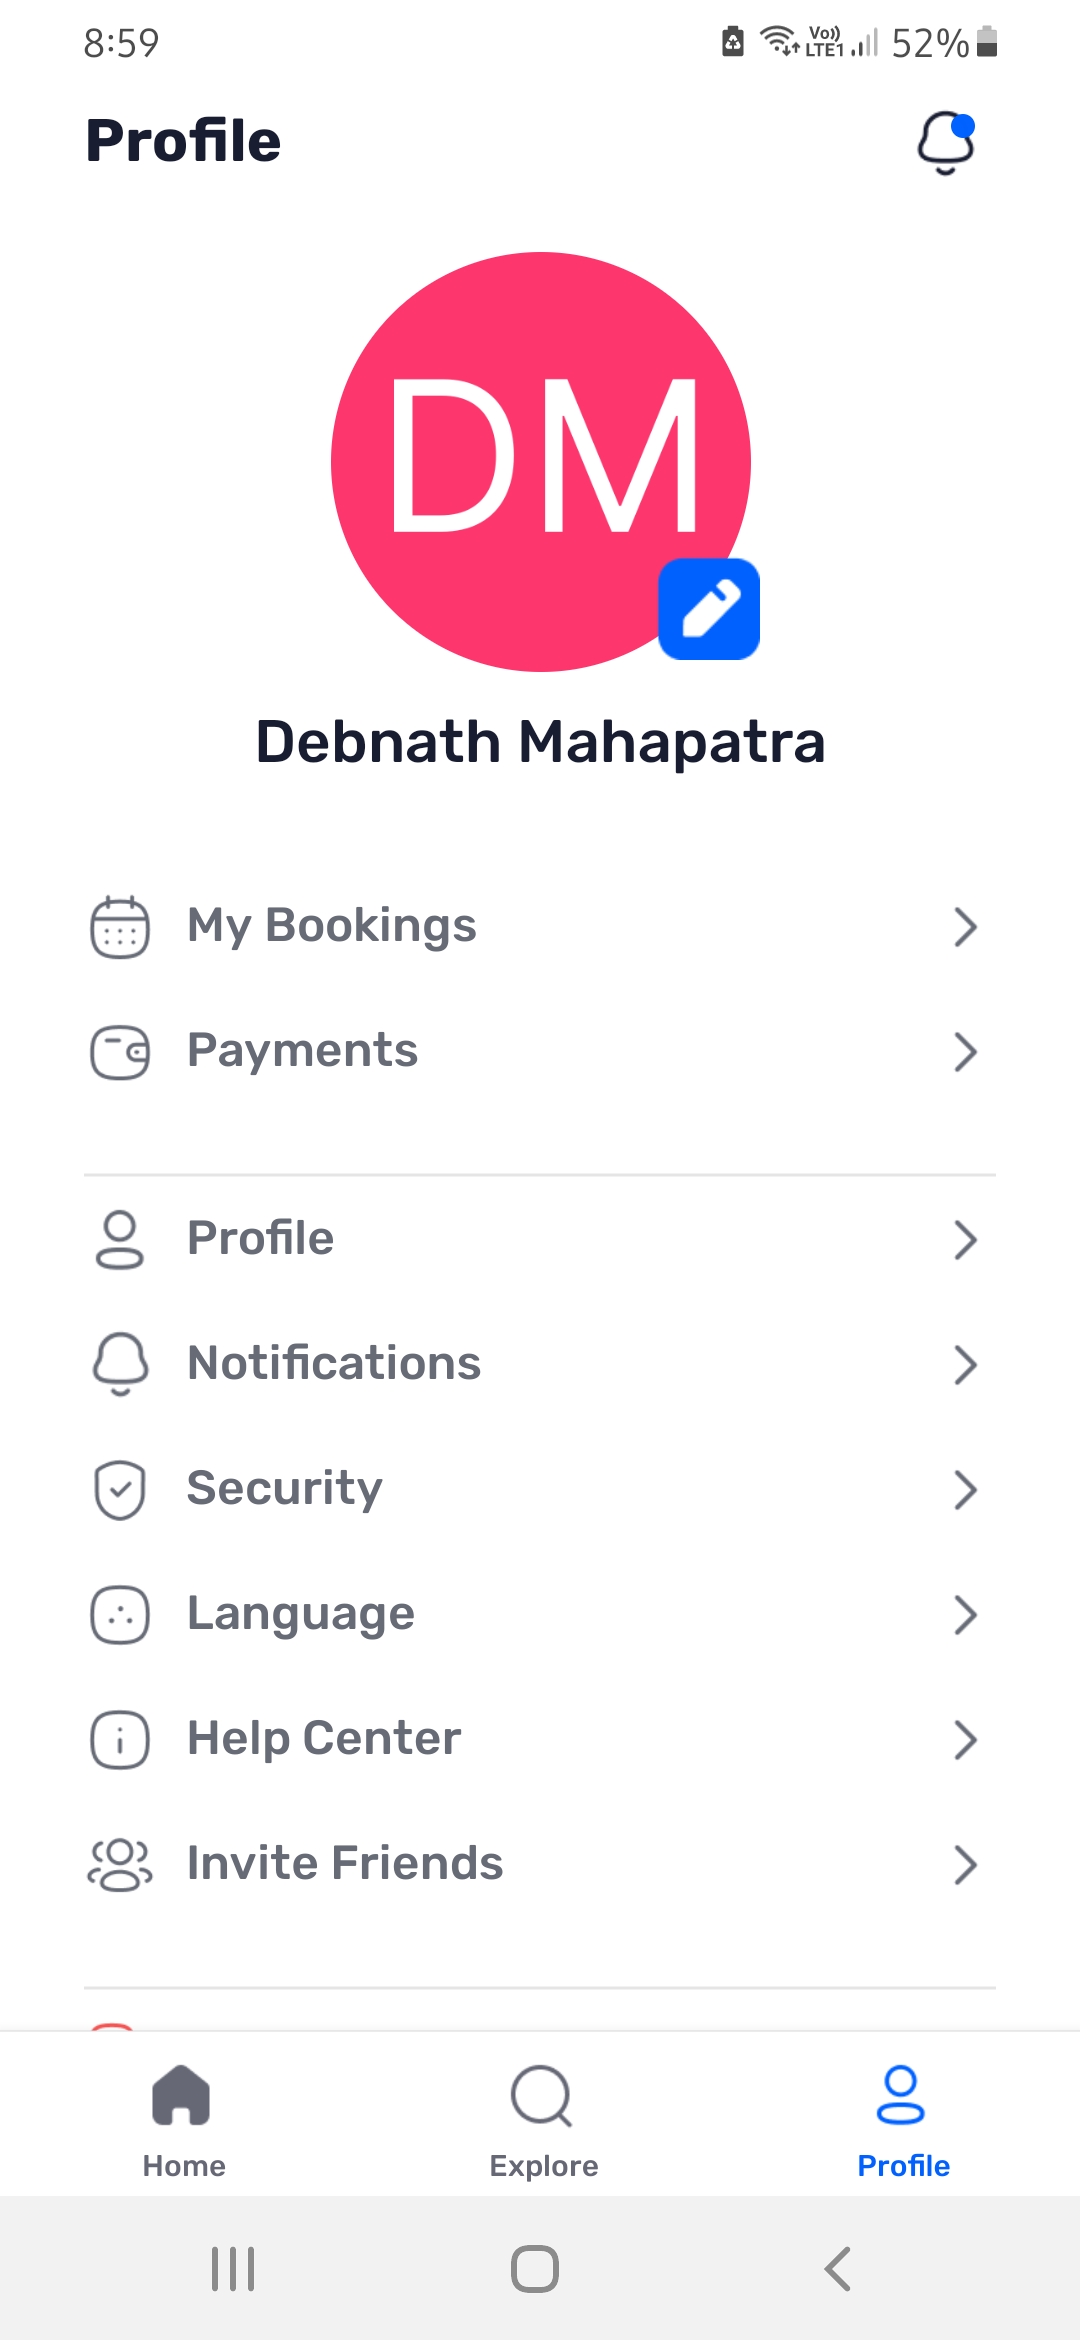 8:59 Vo)) LTE1 52%
Profile
DM
Debnath Mahapatra
My Bookings
Payments
Profile
Notifications
Security
Language
Help Center
Invite Friends
Home Explore Profile